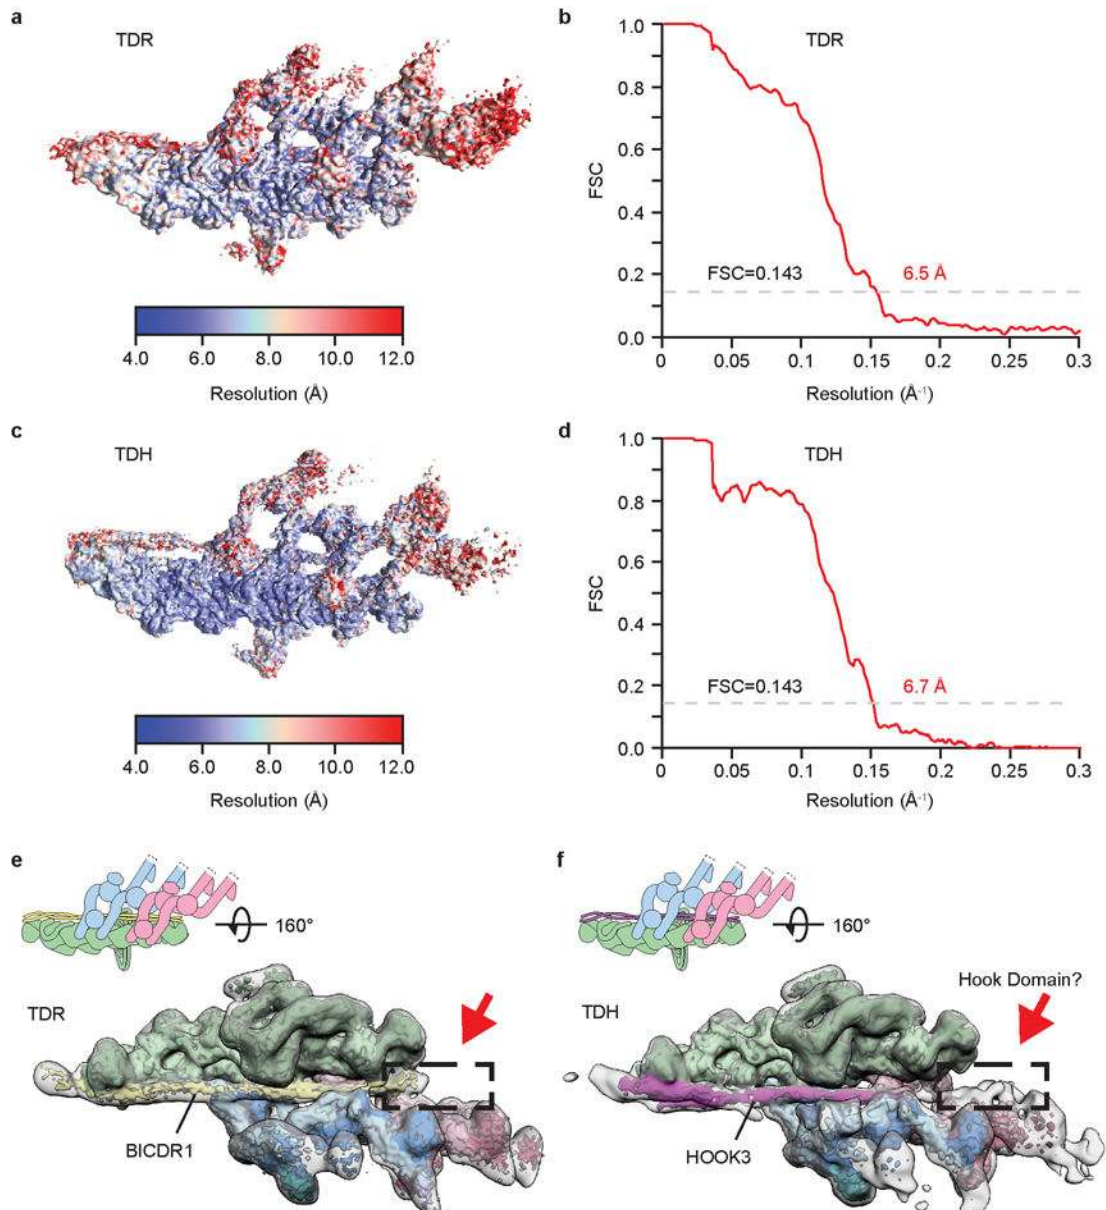 a
TDR
4.0 6.0 8.0 10.0 12.0
Resolution (Å)
b
TDR
FSC
1.0
0.8
0.6
0.4
0.2
0.0
FSC=0.143
6.5 Å
0 0.05 0.1 0.15 0.2 0.25 0.3
Resolution (Å⁻¹)
c
TDH
4.0 6.0 8.0 10.0 12.0
Resolution (Å)
d
TDH
FSC
1.0
0.8
0.6
0.4
0.2
0.0
FSC=0.143
6.7 Å
0 0.05 0.1 0.15 0.2 0.25 0.3
Resolution (Å⁻¹)
e
160°
TDR
BICDR1
f
160°
Hook Domain?
TDH
HOOK3